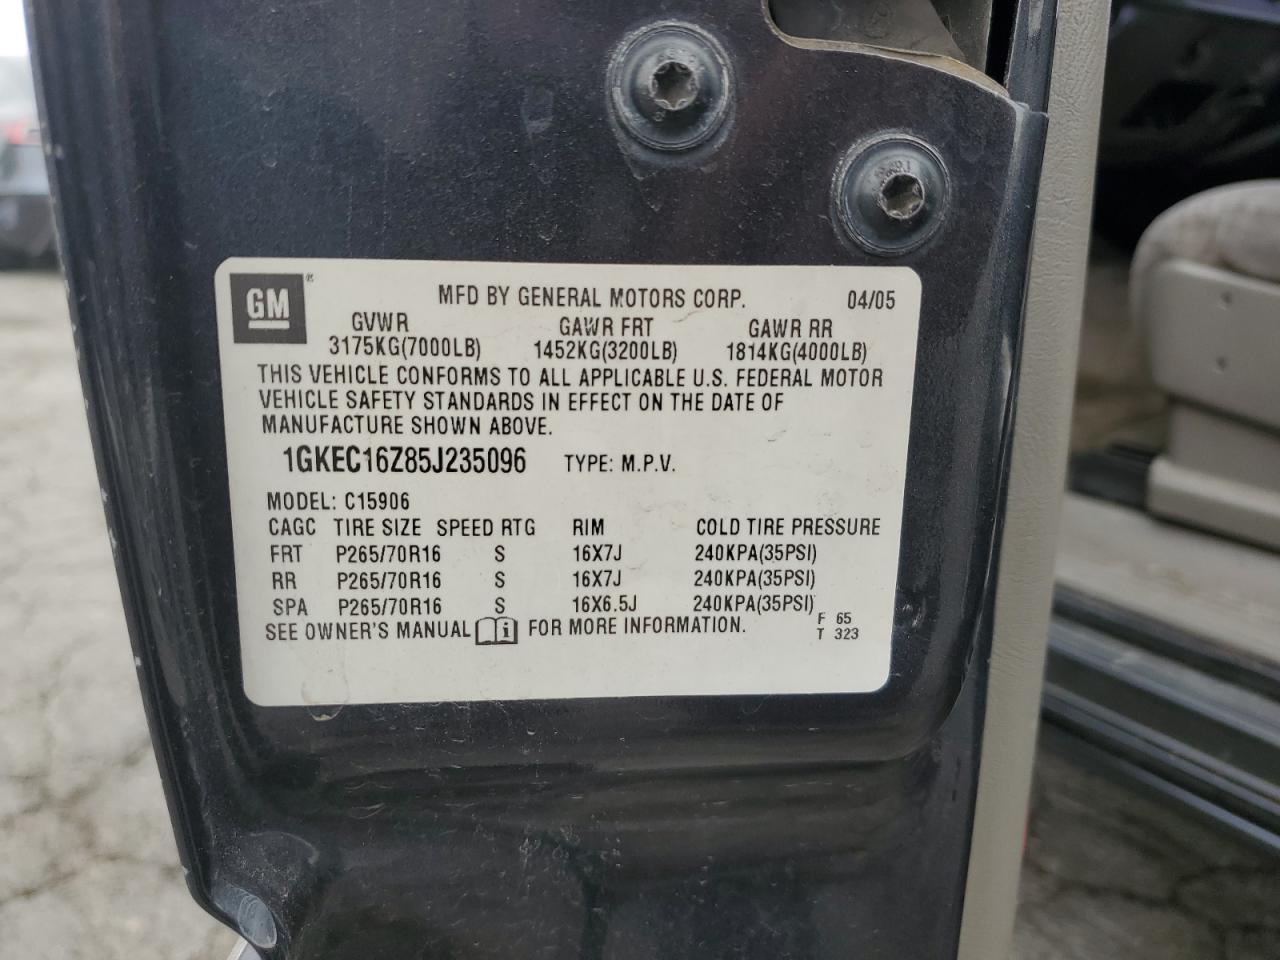 GM® MFD BY GENERAL MOTORS CORP. 04/05
GVWR GAWR FRT GAWR RR
3175KG(7000LB) 1452KG(3200LB) 1814KG(4000LB)
THIS VEHICLE CONFORMS TO ALL APPLICABLE U.S. FEDERAL MOTOR
VEHICLE SAFETY STANDARDS IN EFFECT ON THE DATE OF
MANUFACTURE SHOWN ABOVE.
1GKEC16Z85J235096 TYPE: M.P.V.
MODEL: C15906
CAGC TIRE SIZE SPEED RTG RIM COLD TIRE PRESSURE
FRT P265/70R16 S 16X7J 240KPA(35PSI)
RR P265/70R16 S 16X7J 240KPA(35PSI)
SPA P265/70R16 S 16X6.5J 240KPA(35PSI)
SEE OWNER'S MANUAL i FOR MORE INFORMATION. F 65
T 323